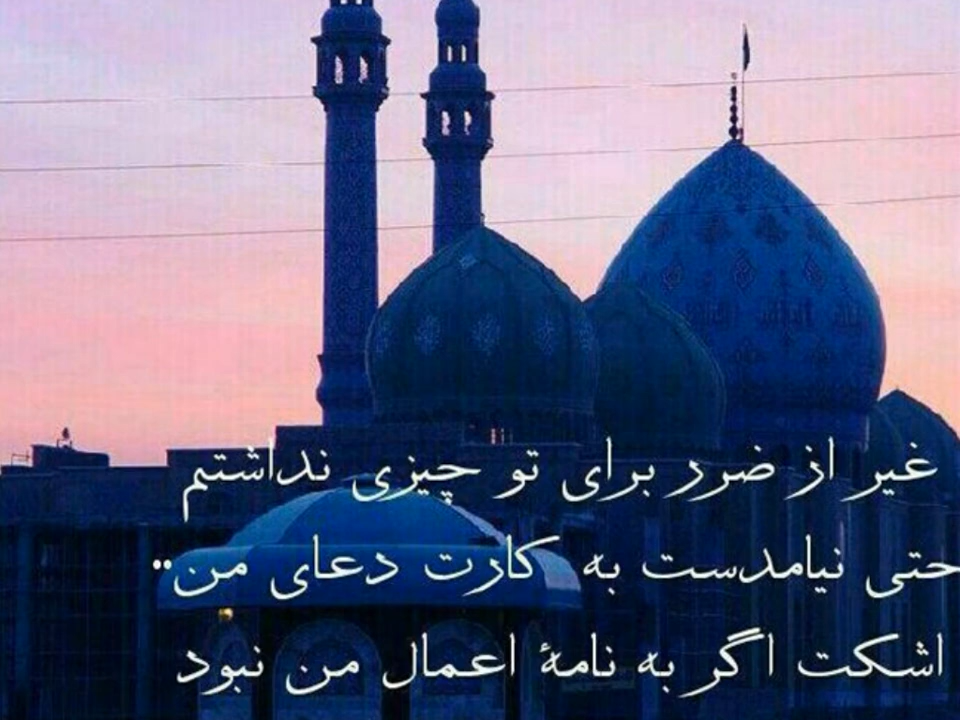 غیر از ضرر برای تو چیزی نداشتم
حتی نیامدست به کارت دعای من..
اشکت اگر به نامهٔ اعمال من نبود